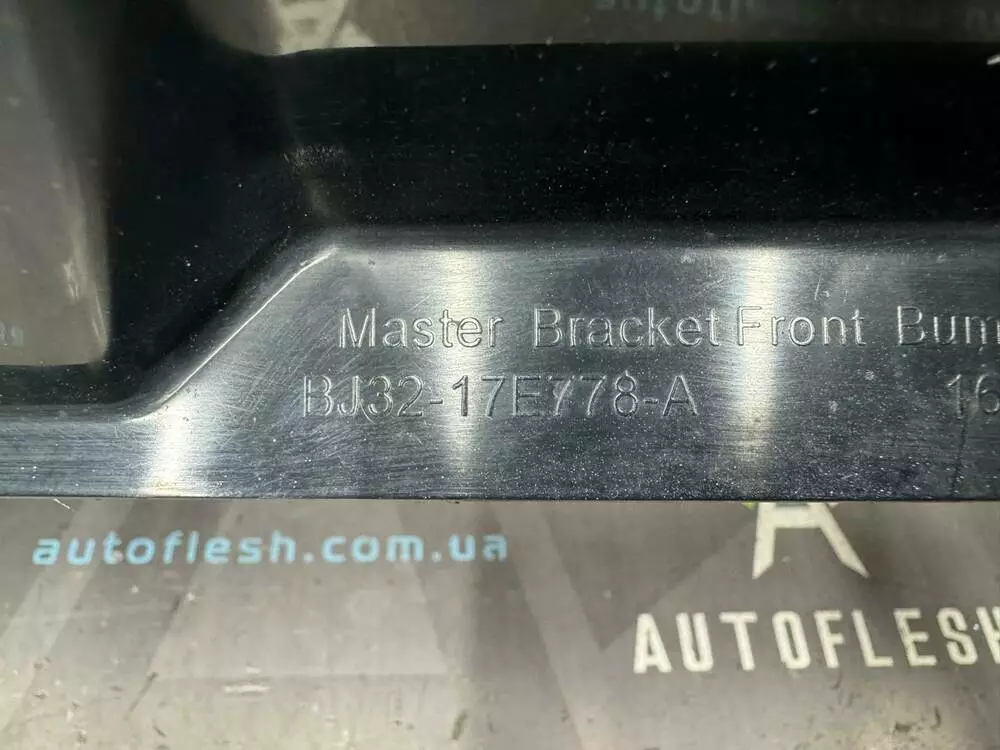 Master Bracket Front Bum
BJ32-17E778-A 16
autoflesh.com.ua
AUTOFLESH